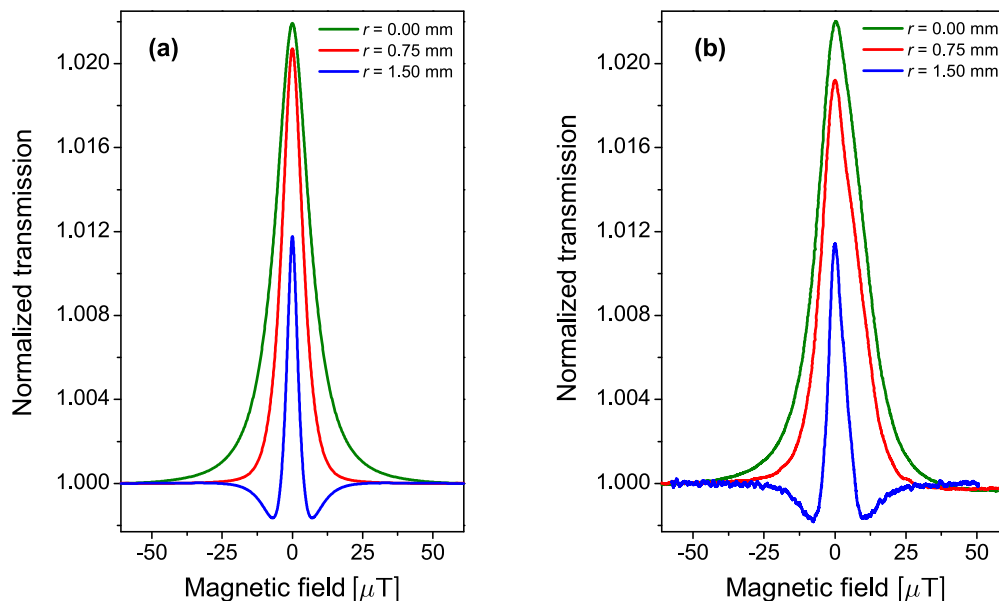 (a)
r = 0.00 mm
r = 0.75 mm
r = 1.50 mm
Normalized transmission
1.020
1.016
1.012
1.008
1.004
1.000
-50 -25 0 25 50
Magnetic field [μT]
(b)
r = 0.00 mm
r = 0.75 mm
r = 1.50 mm
Normalized transmission
1.020
1.016
1.012
1.008
1.004
1.000
-50 -25 0 25 50
Magnetic field [μT]